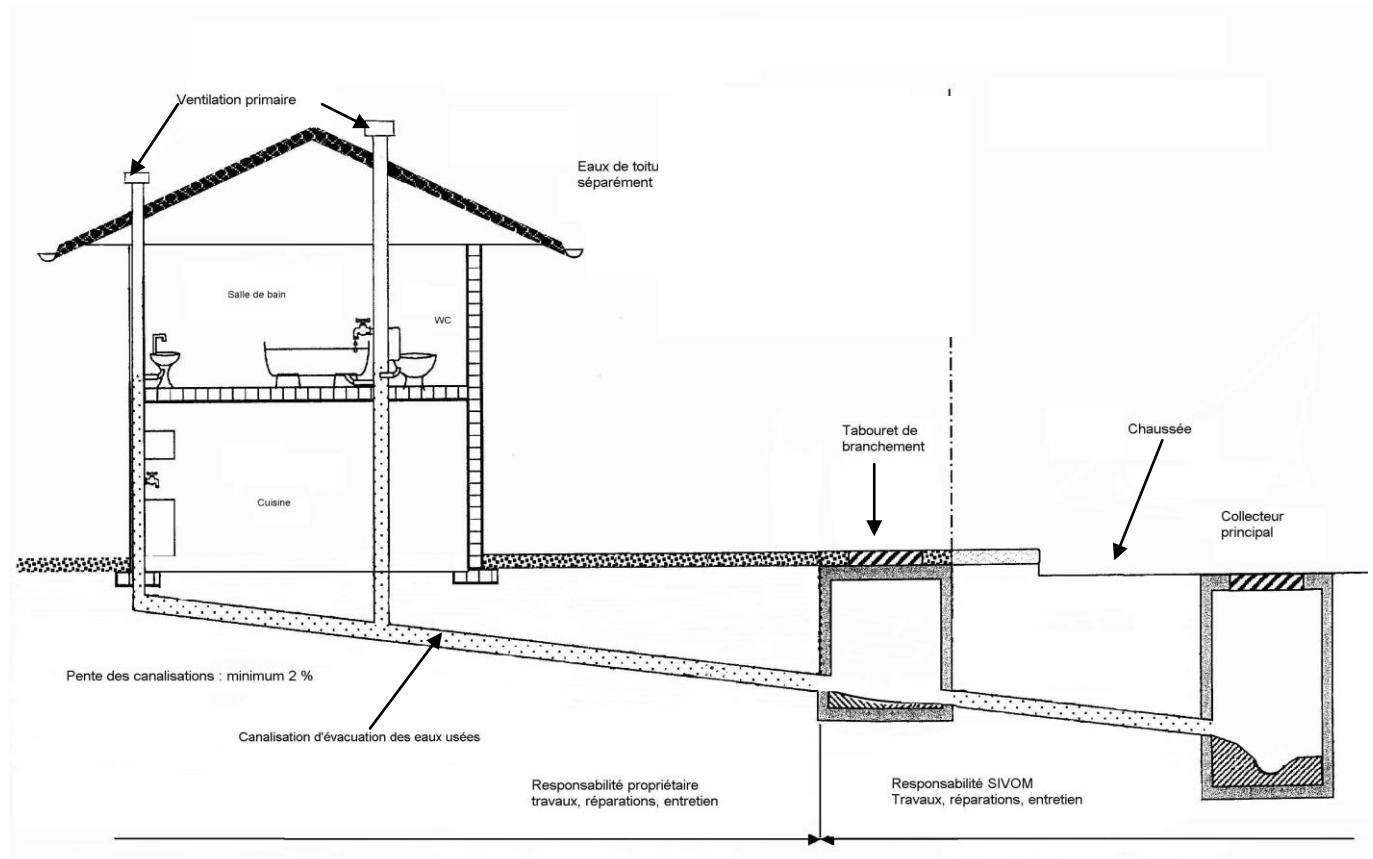 Ventilation primaire
Eaux de toitu
séparément
Salle de bain
WC
Tabouret de
branchement
Chaussée
Cuisine
Collecteur
principal
Pente des canalisations : minimum 2 %
Canalisation d'évacuation des eaux usées
Responsabilité propriétaire
travaux, réparations, entretien
Responsabilité SIVOM
Travaux, réparations, entretien